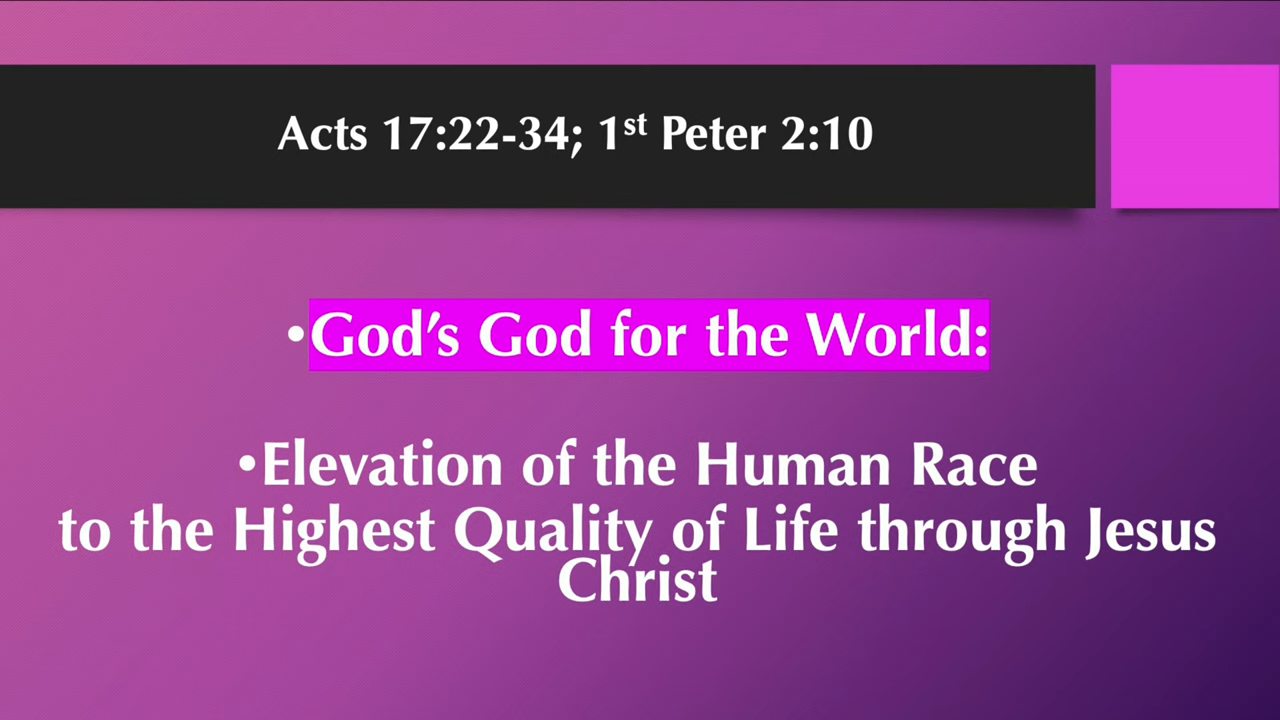 Acts 17:22-34; 1st Peter 2:10
•God’s God for the World:
•Elevation of the Human Race
to the Highest Quality of Life through Jesus
Christ